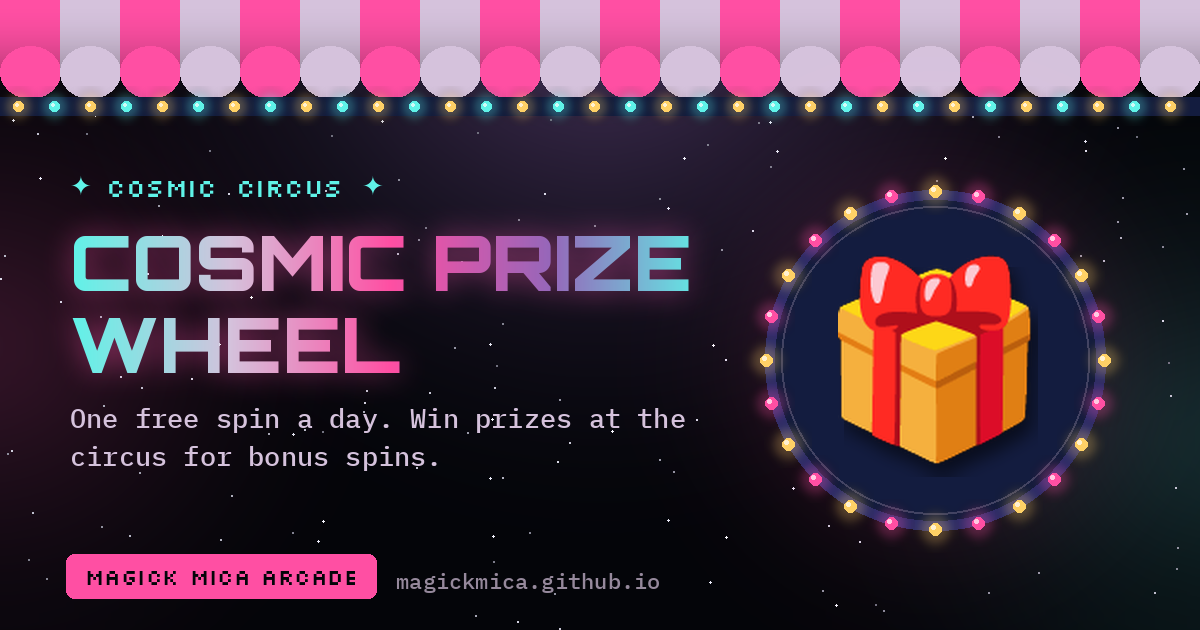 ✦ COSMIC CIRCUS ✦
COSMIC PRIZE
WHEEL
One free spin a day. Win prizes at the
circus for bonus spins.
MAGICK MICA ARCADE
magickmica.github.io